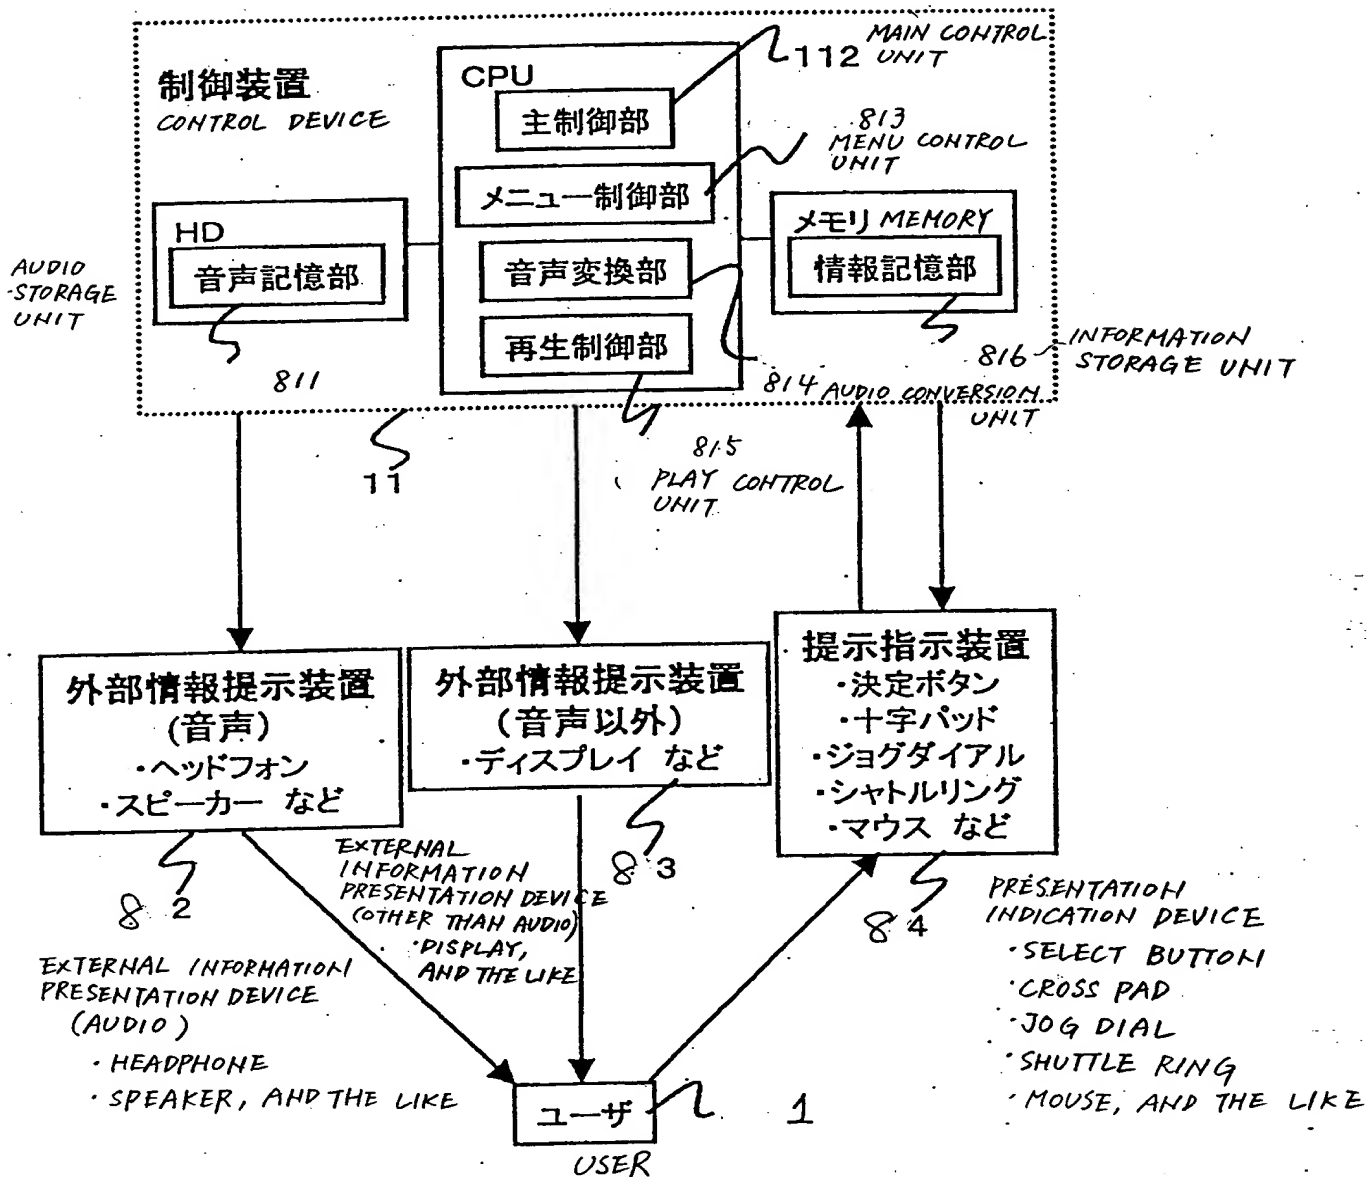 MAIN CONTROL
UNIT
112
制御装置
CONTROL DEVICE
CPU
主制御部
813
MENU CONTROL
UNIT
メニュー制御部
HD
音声記憶部
AUDIO
STORAGE
UNIT
811
音声変換部
再生制御部
メモリ MEMORY
情報記憶部
816
INFORMATION
STORAGE UNIT
814 AUDIO CONVERSION
UNIT
815
PLAY CONTROL
UNIT
11
外部情報提示装置
(音声)
・ヘッドフォン
・スピーカー など
外部情報提示装置
(音声以外)
・ディスプレイ など
提示指示装置
・決定ボタン
・十字パッド
・ジョグダイアル
・シャトルリング
・マウス など
82
EXTERNAL INFORMATION
PRESENTATION DEVICE
(AUDIO)
・HEADPHONE
・SPEAKER, AND THE LIKE
EXTERNAL
INFORMATION
PRESENTATION DEVICE
(OTHER THAN AUDIO)
・DISPLAY,
AND THE LIKE
83
84
PRESENTATION
INDICATION DEVICE
・SELECT BUTTON
・CROSS PAD
・JOG DIAL
・SHUTTLE RING
・MOUSE, AND THE LIKE
ユーザ
1
USER